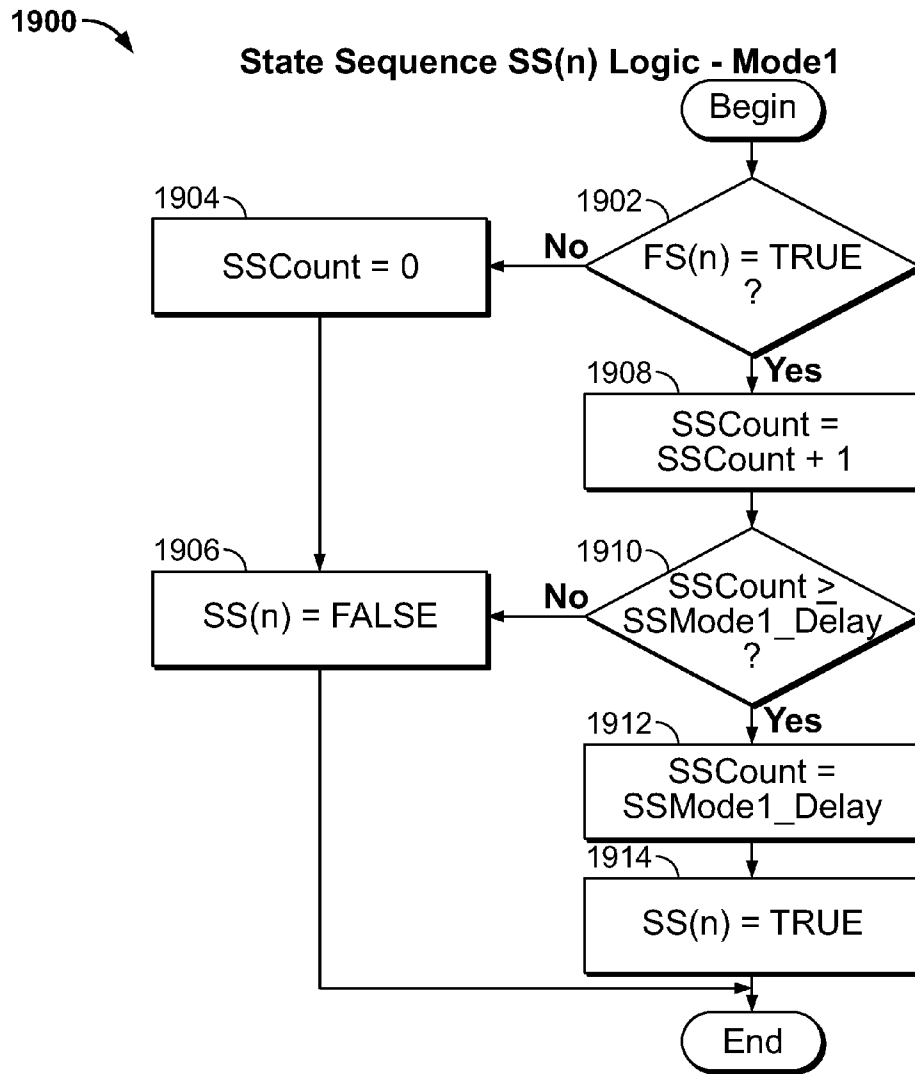 1900
State Sequence SS(n) Logic - Mode1
Begin
1902
FS(n) = TRUE
?
No
1904
SSCount = 0
Yes
1908
SSCount =
SSCount + 1
1910
SSCount ≥
SSMode1_Delay
?
No
1906
SS(n) = FALSE
Yes
1912
SSCount =
SSMode1_Delay
1914
SS(n) = TRUE
End